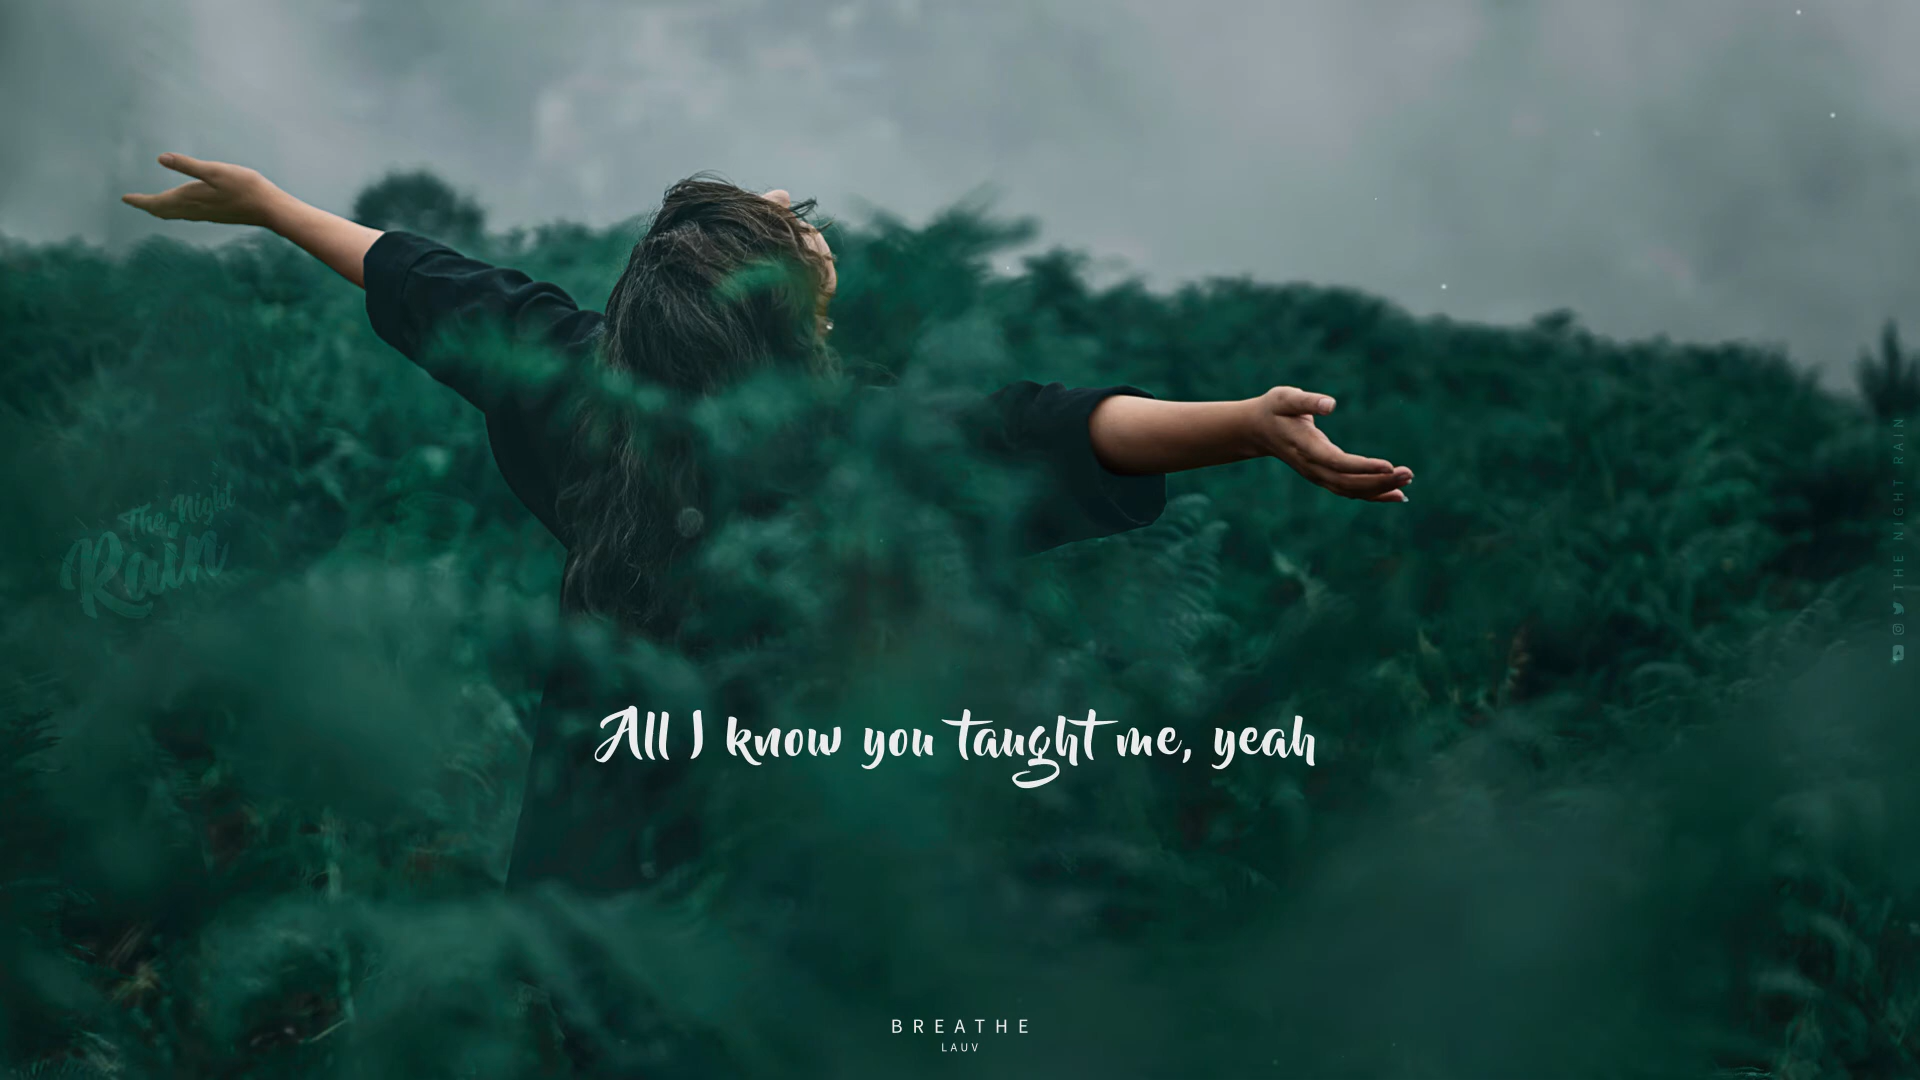 The Night
Rain
All I know you taught me, yeah
THE NIGHT RAIN
BREATHE
LAUV